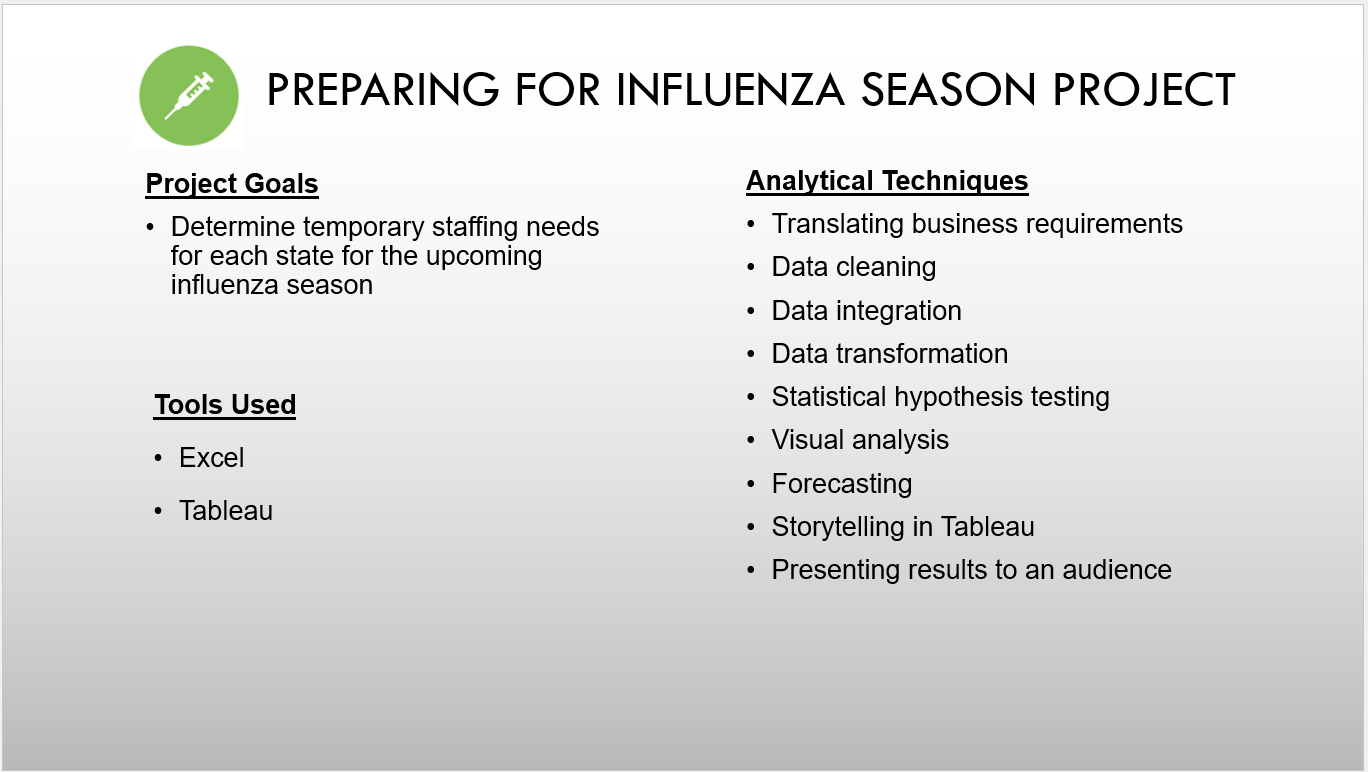 PREPARING FOR INFLUENZA SEASON PROJECT
Project Goals
• Determine temporary staffing needs
for each state for the upcoming
influenza season
Tools Used
• Excel
• Tableau
Analytical Techniques
• Translating business requirements
• Data cleaning
• Data integration
• Data transformation
• Statistical hypothesis testing
• Visual analysis
• Forecasting
• Storytelling in Tableau
• Presenting results to an audience